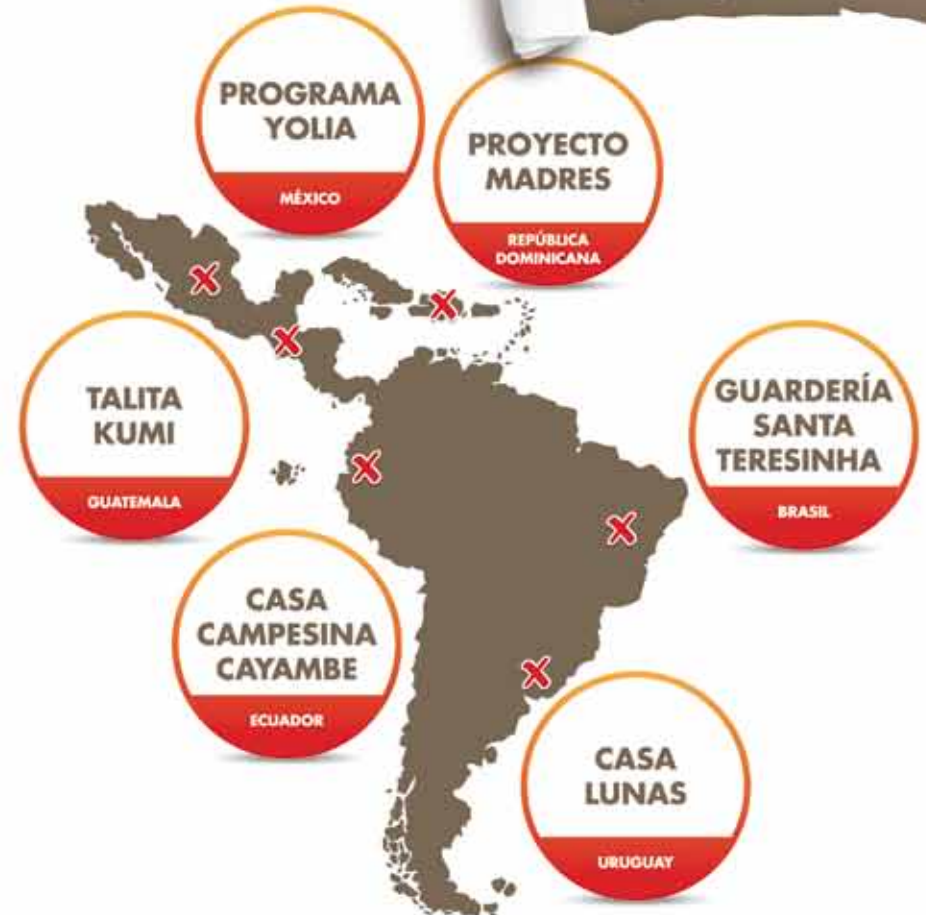 PROGRAMA
YOLIA
MÉXICO
PROYECTO
MADRES
REPÚBLICA
DOMINICANA
TALITA
KUMI
GUATEMALA
GUARDERÍA
SANTA
TERESINHA
BRASIL
CASA
CAMPESINA
CAYAMBE
ECUADOR
CASA
LUNAS
URUGUAY